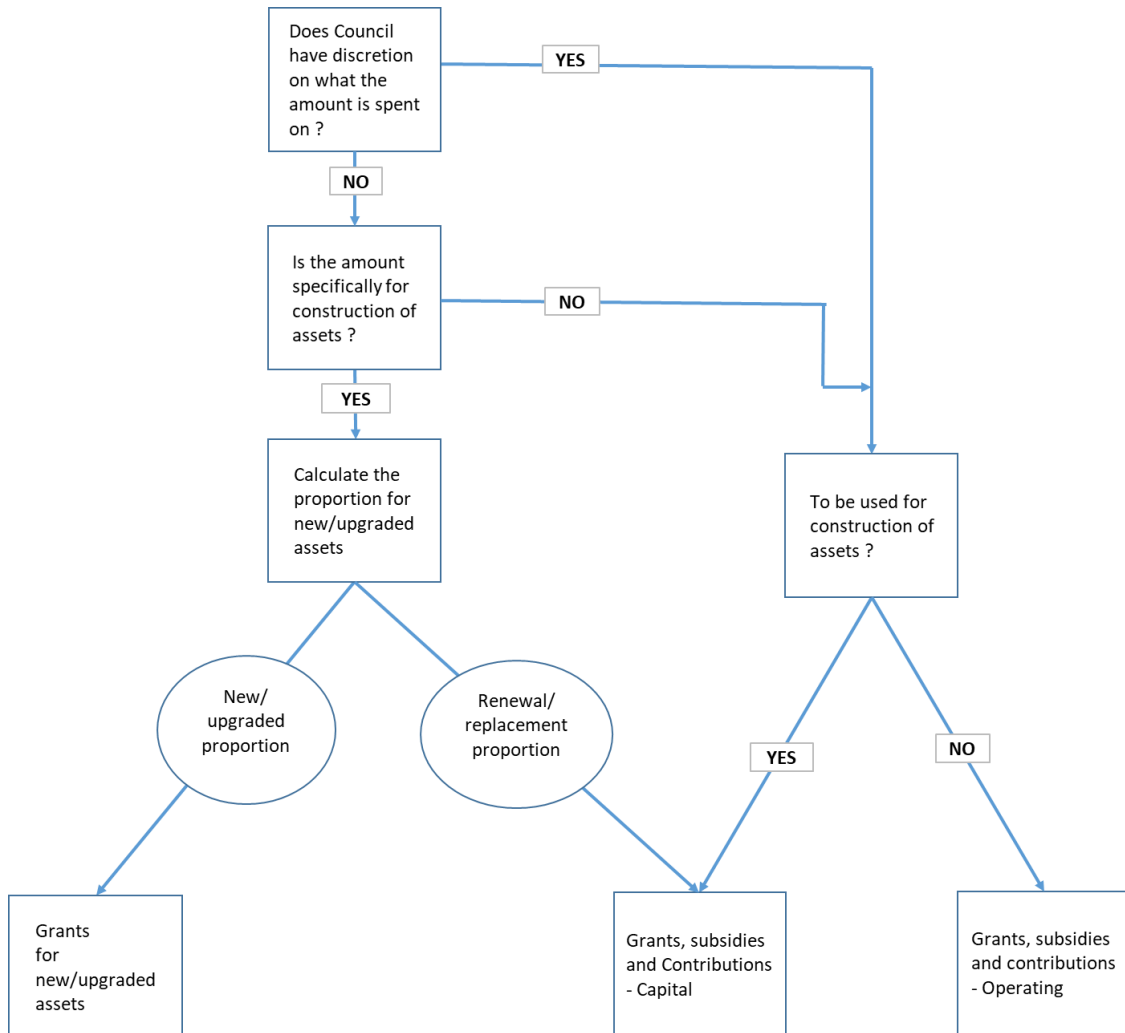 Does Council
have discretion
on what the
amount is spent
on ?
YES
NO
Is the amount
specifically for
construction of
assets ?
NO
YES
Calculate the
proportion for
new/upgraded
assets
To be used for
construction of
assets ?
New/
upgraded
proportion
Renewal/
replacement
proportion
YES
NO
Grants
for
new/upgraded
assets
Grants, subsidies
and Contributions
- Capital
Grants, subsidies
and contributions
- Operating